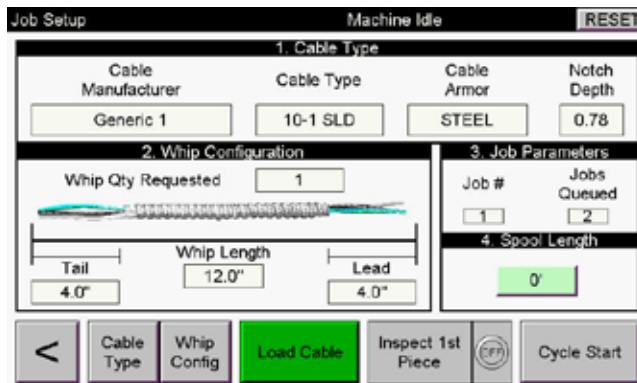 Job Setup Machine Idle RESET
1. Cable Type
Cable Manufacturer Cable Type Cable Armor Notch Depth
Generic 1 10-1 SLD STEEL 0.78
2. Whip Configuration 3. Job Parameters
Whip Qty Requested 1
Job # Jobs Queued
1 2
4. Spool Length
0'
Tail Whip Length Lead
4.0" 12.0" 4.0"
< Cable Type Whip Config Load Cable Inspect 1st Piece OFF Cycle Start